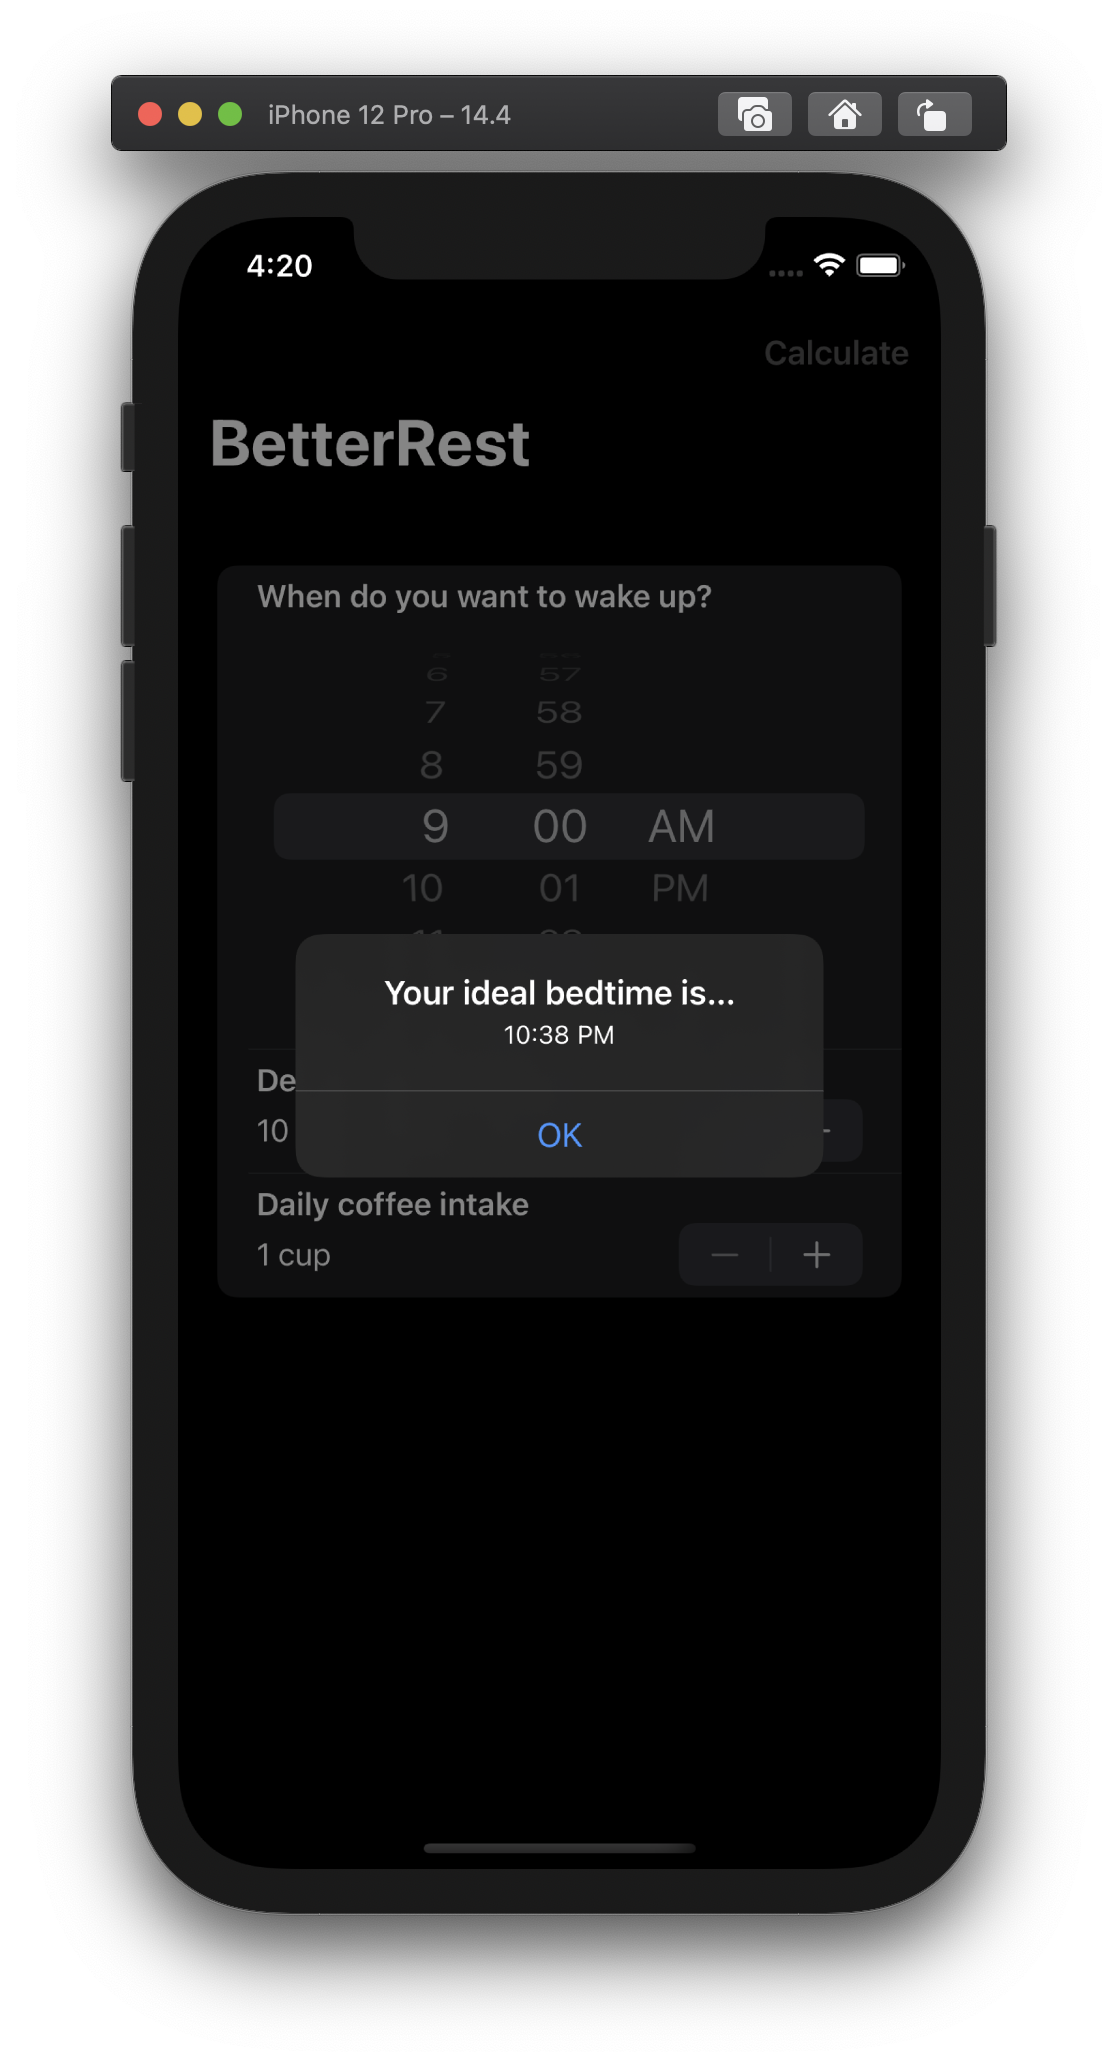 iPhone 12 Pro – 14.4
4:20
Calculate
BetterRest
When do you want to wake up?
6 57
7 58
8 59
9 00 AM
10 01 PM
Your ideal bedtime is...
10:38 PM
De
10
OK
Daily coffee intake
1 cup